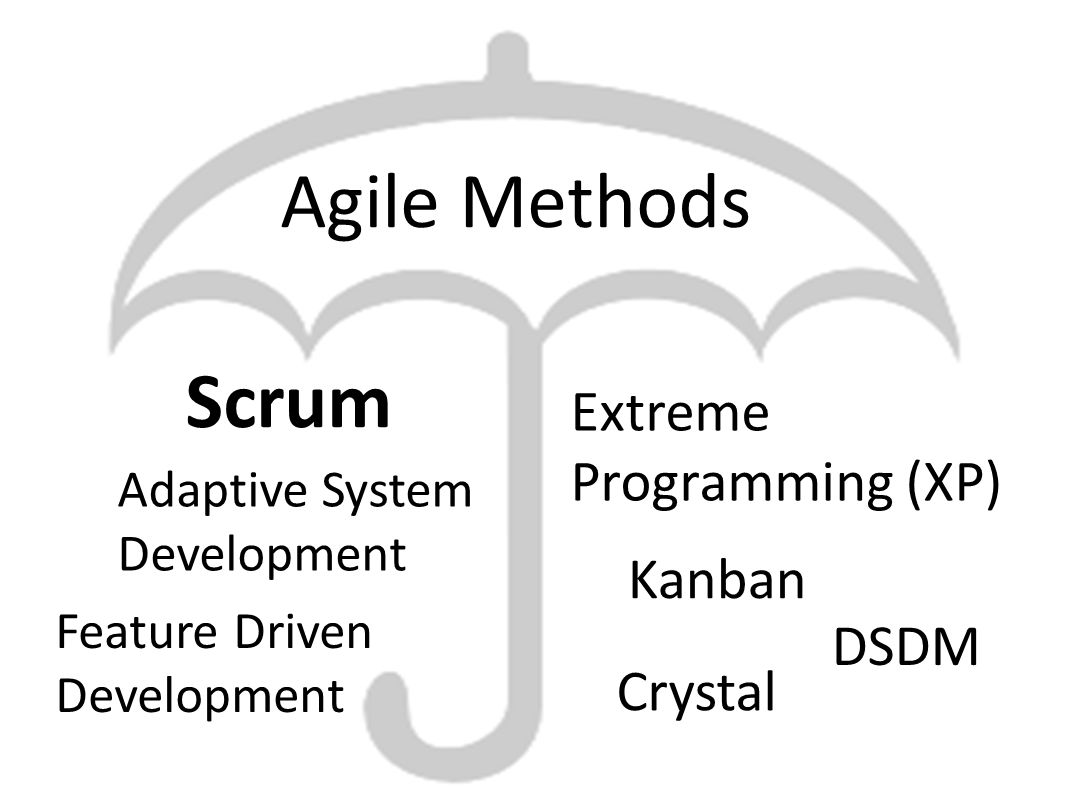 Agile Methods
Scrum
Adaptive System
Development
Feature Driven
Development
Extreme
Programming (XP)
Kanban
DSDM
Crystal